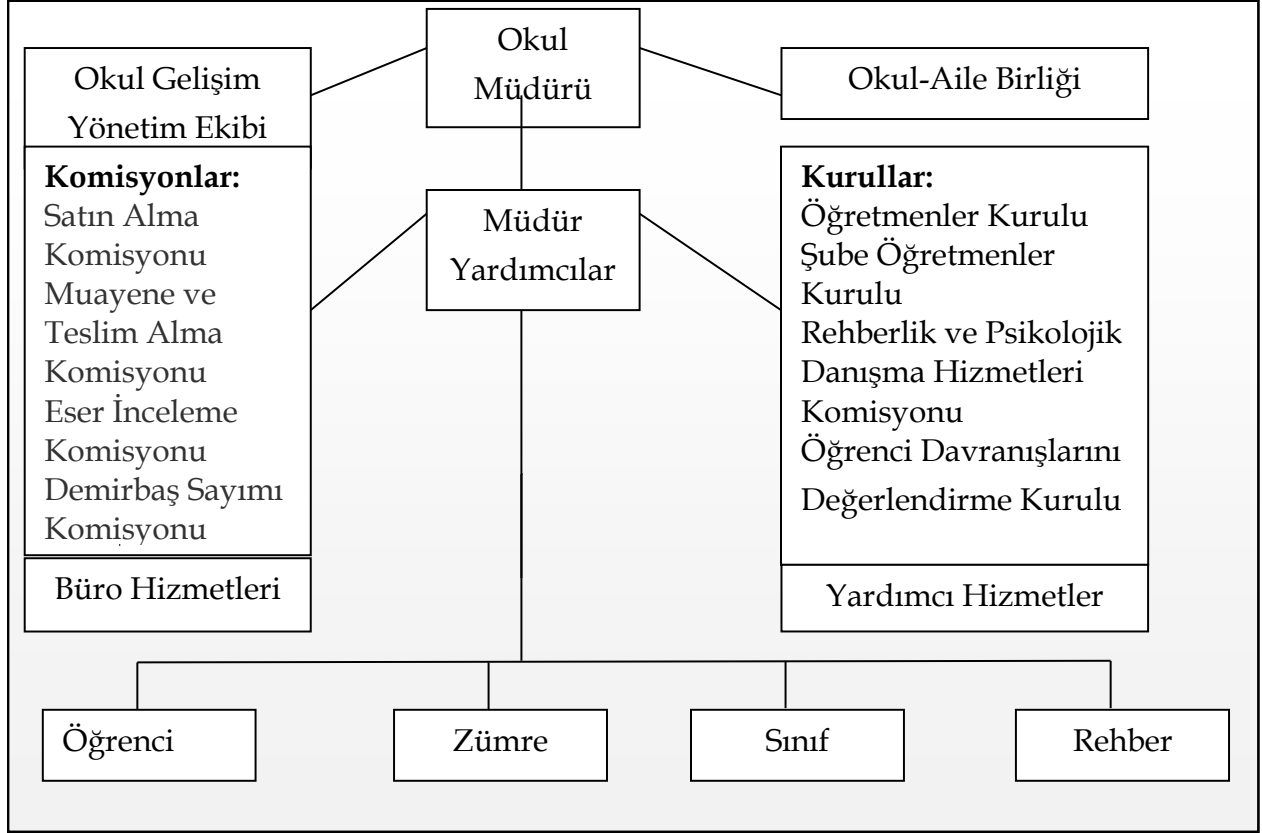 Okul
Müdürü
Okul Gelişim
Yönetim Ekibi
Okul-Aile Birliği
Komisyonlar:
Satın Alma
Komisyonu
Muayene ve
Teslim Alma
Komisyonu
Eser İnceleme
Komisyonu
Demirbaş Sayımı
Komisyonu
Müdür
Yardımcılar
Kurullar:
Öğretmenler Kurulu
Şube Öğretmenler
Kurulu
Rehberlik ve Psikolojik
Danışma Hizmetleri
Komisyonu
Öğrenci Davranışlarını
Değerlendirme Kurulu
Büro Hizmetleri
Yardımcı Hizmetler
Öğrenci
Zümre
Sınıf
Rehber